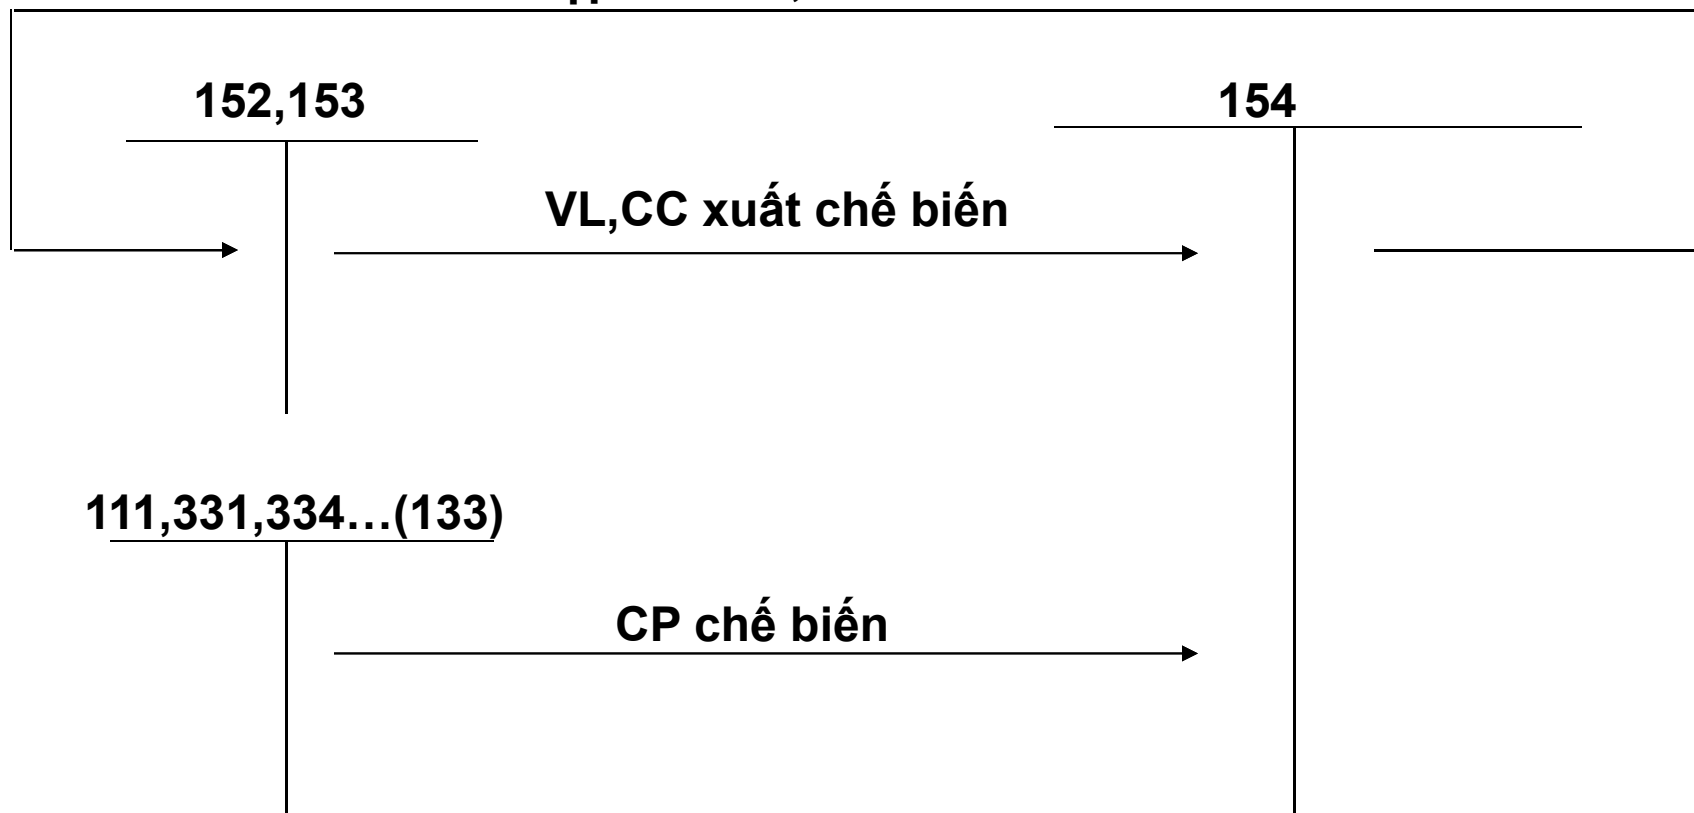 152,153
154
VL,CC xuất chế biến
111,331,334…(133)
CP chế biến